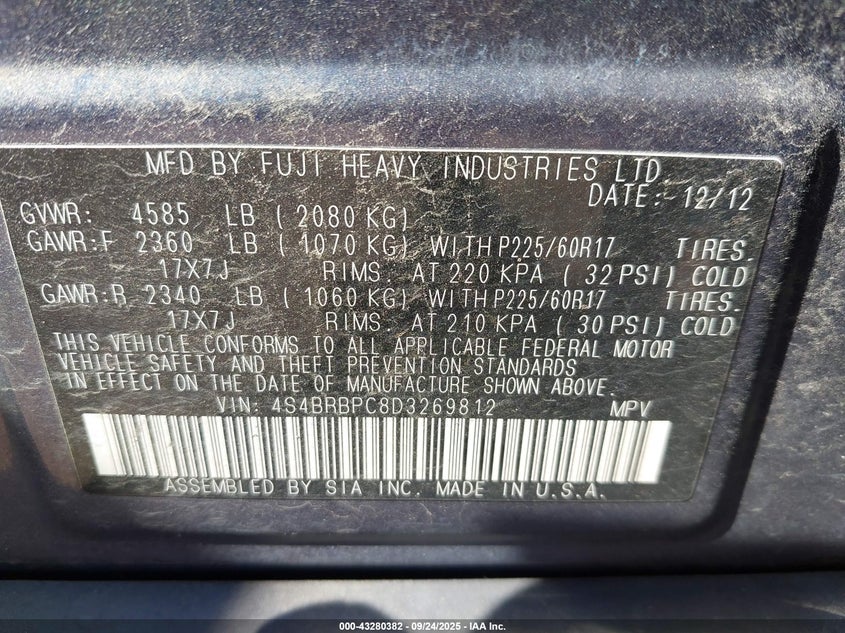 MFD BY FUJI HEAVY INDUSTRIES LTD.
DATE: 12/12
GVWR: 4585 LB ( 2080 KG)
GAWR:F 2360 LB ( 1070 KG) WITH P225/60R17 TIRES.
17X7J RIMS. AT 220 KPA ( 32 PSI) COLD
GAWR:R 2340 LB ( 1060 KG) WITH P225/60R17 TIRES.
17X7J RIMS. AT 210 KPA ( 30 PSI) COLD
THIS VEHICLE CONFORMS TO ALL APPLICABLE FEDERAL MOTOR
VEHICLE SAFETY AND THEFT PREVENTION STANDARDS
IN EFFECT ON THE DATE OF MANUFACTURE SHOWN ABOVE.
VIN: 4S4BRBPC8D3269812 MPV
ASSEMBLED BY SIA INC. MADE IN U.S.A.
000-43280382 - 09/24/2025 - IAA Inc.